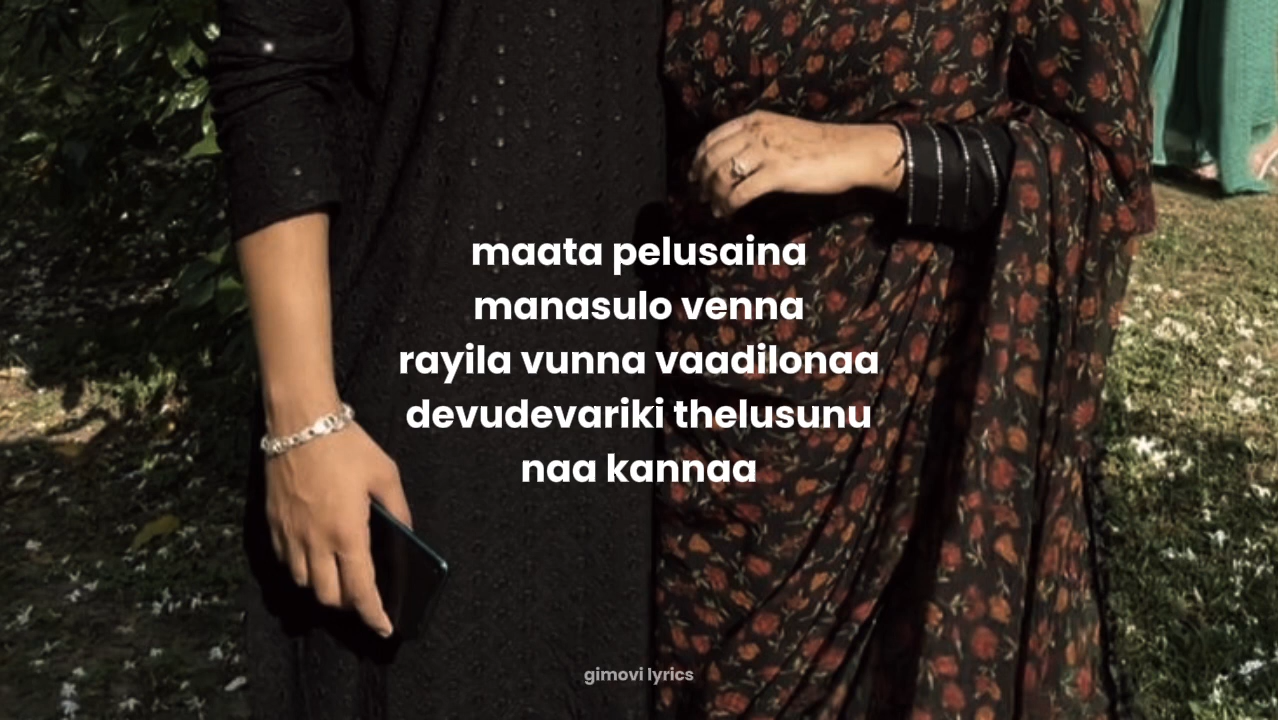 maata pelusaina
manasulo venna
rayila vunna vaadilonaa
devudevariki thelusunu
naa kannaa
gimovi lyrics